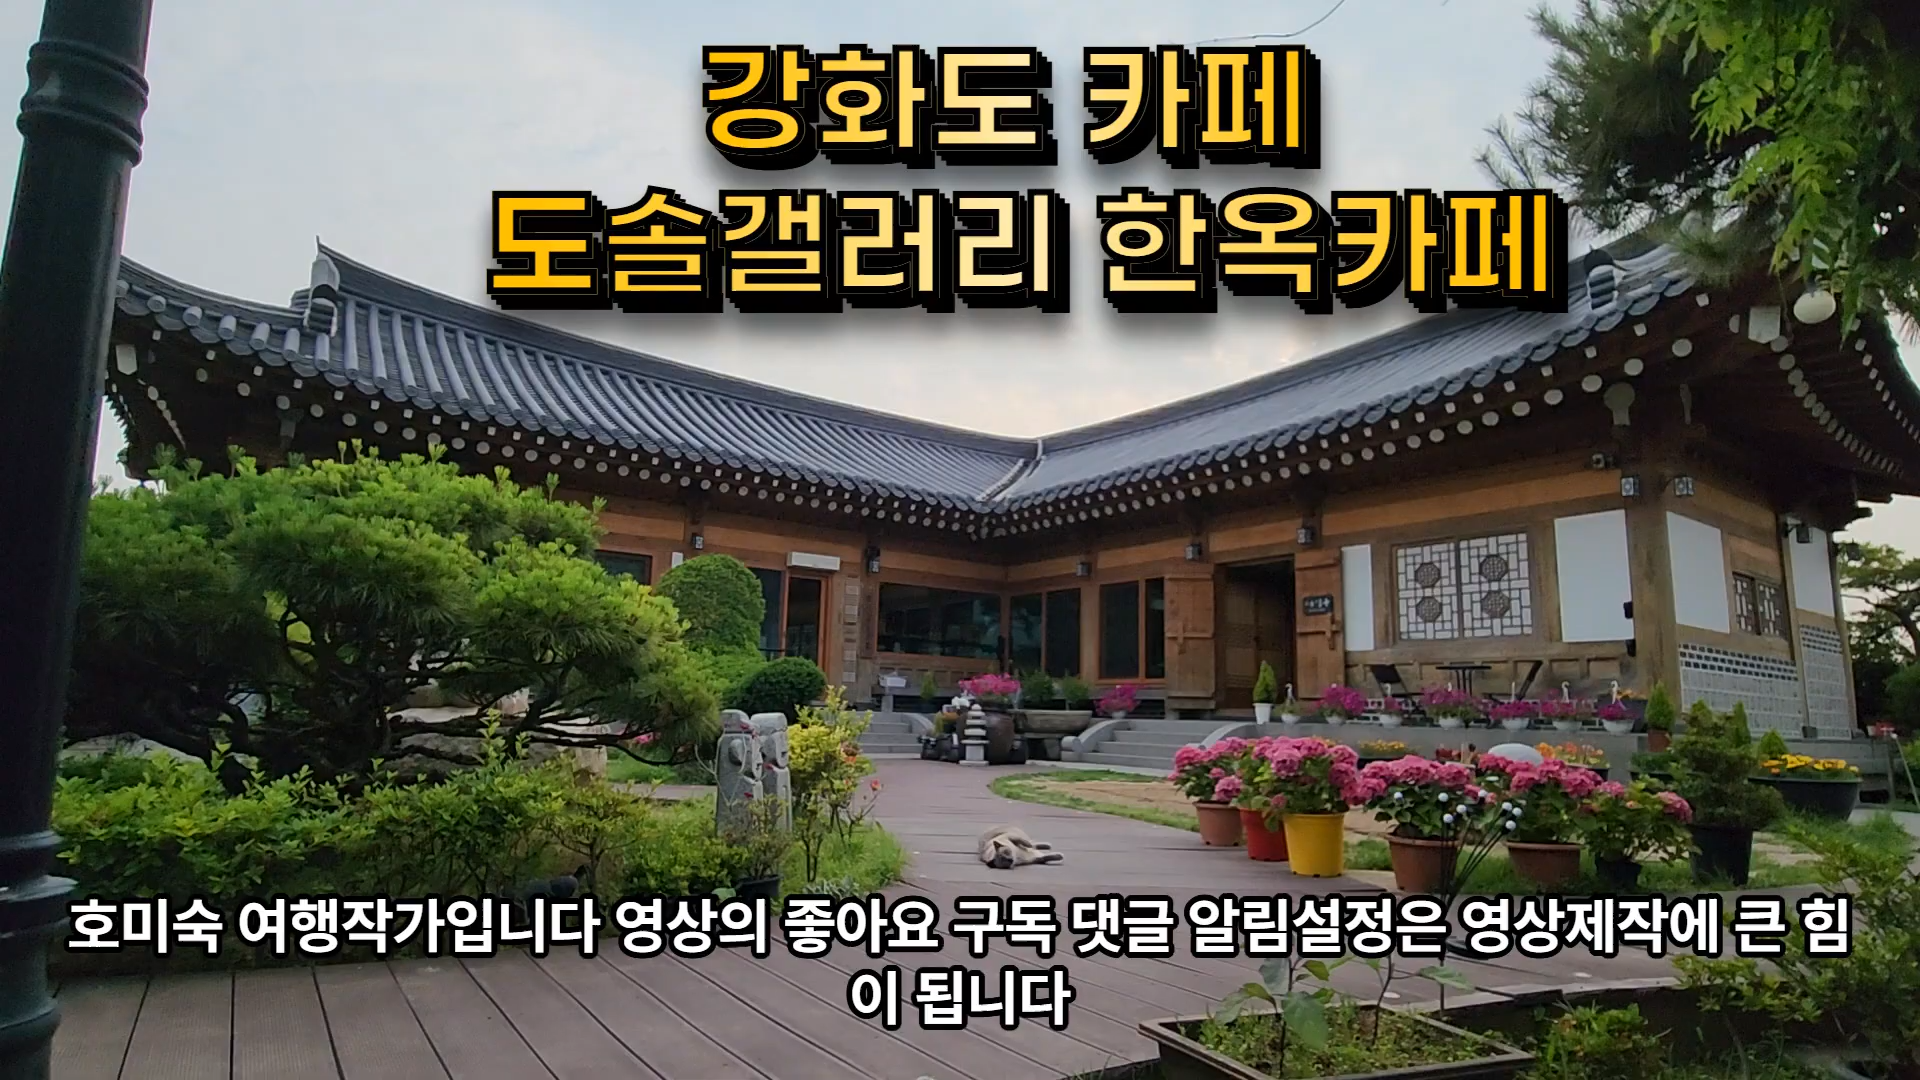 강화도 카페
도솔갤러리 한옥카페
호미숙 여행작가입니다 영상의 좋아요 구독 댓글 알림설정은 영상제작에 큰 힘
이 됩니다